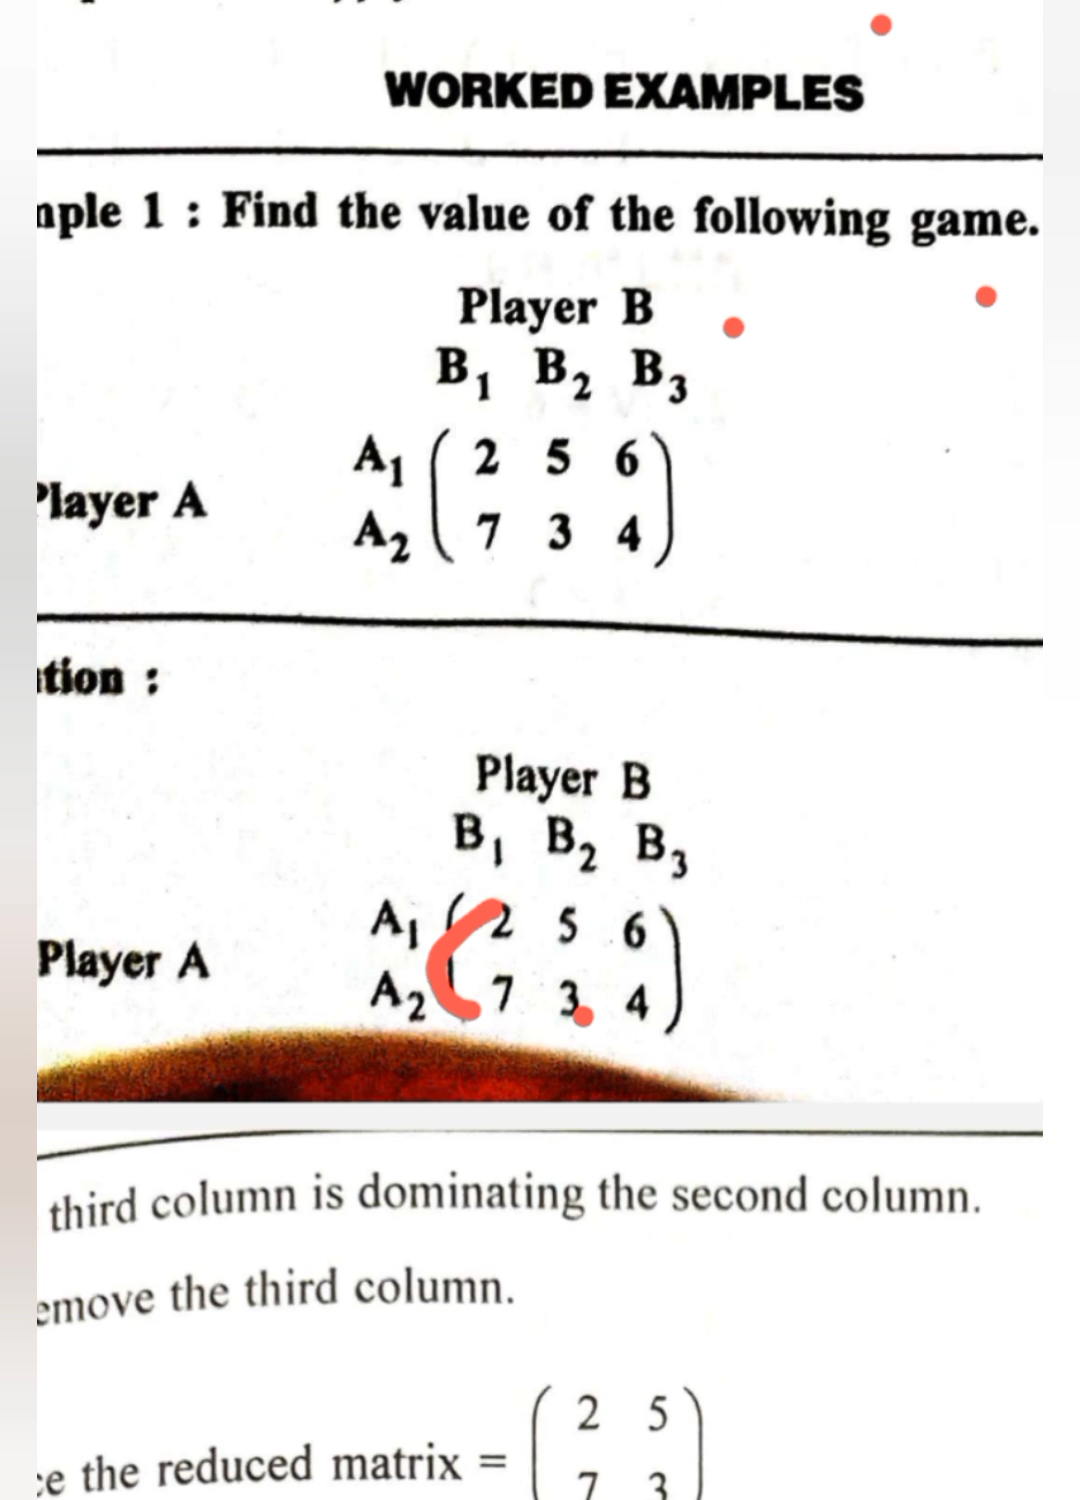 WORKED EXAMPLES
mple 1 : Find the value of the following game.
Player B
B₁ B₂ B₃
A₁ ( 2 5 6 )
Player A
A₂ ( 7 3 4 )
tion :
Player B
B₁ B₂ B₃
A₁ ( 2 5 6 )
Player A
A₂ ( 7 3 4 )
third column is dominating the second column.
emove the third column.
( 2 5 )
ce the reduced matrix =
( 7 3 )